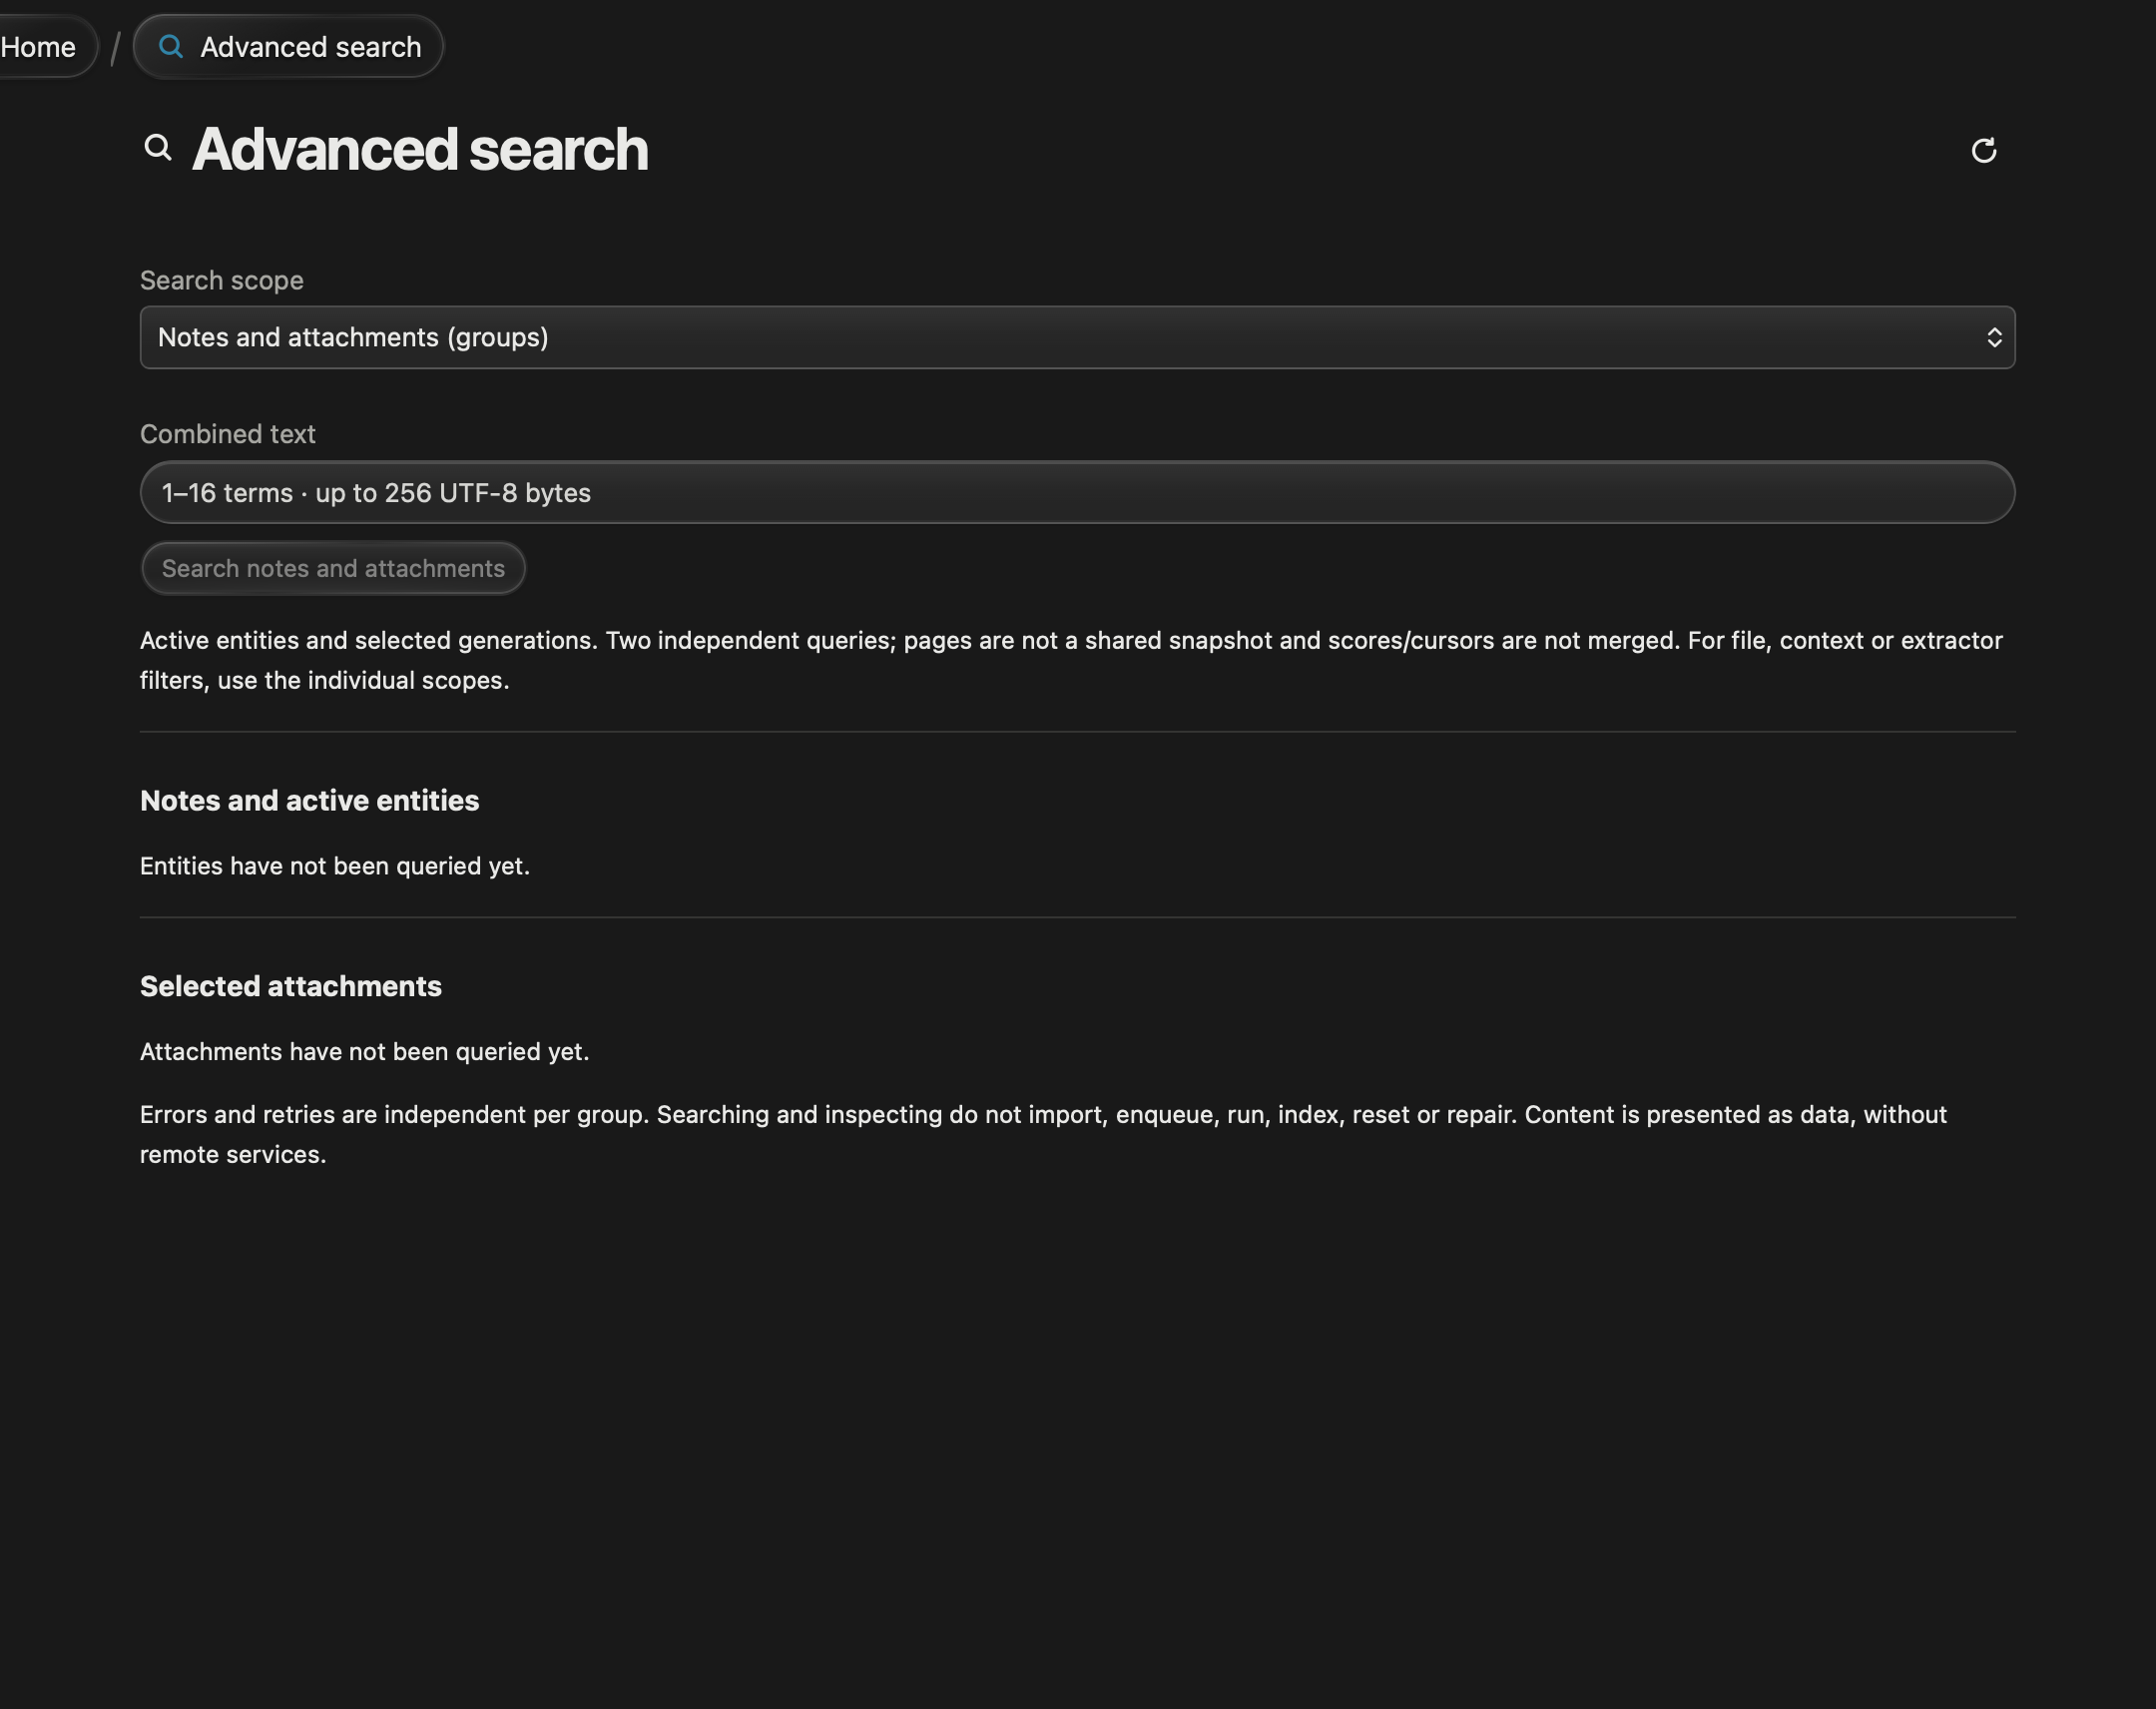 Home / Advanced search
Advanced search
Search scope
Notes and attachments (groups)
Combined text
1–16 terms · up to 256 UTF-8 bytes
Search notes and attachments
Active entities and selected generations. Two independent queries; pages are not a shared snapshot and scores/cursors are not merged. For file, context or extractor
filters, use the individual scopes.
Notes and active entities
Entities have not been queried yet.
Selected attachments
Attachments have not been queried yet.
Errors and retries are independent per group. Searching and inspecting do not import, enqueue, run, index, reset or repair. Content is presented as data, without
remote services.